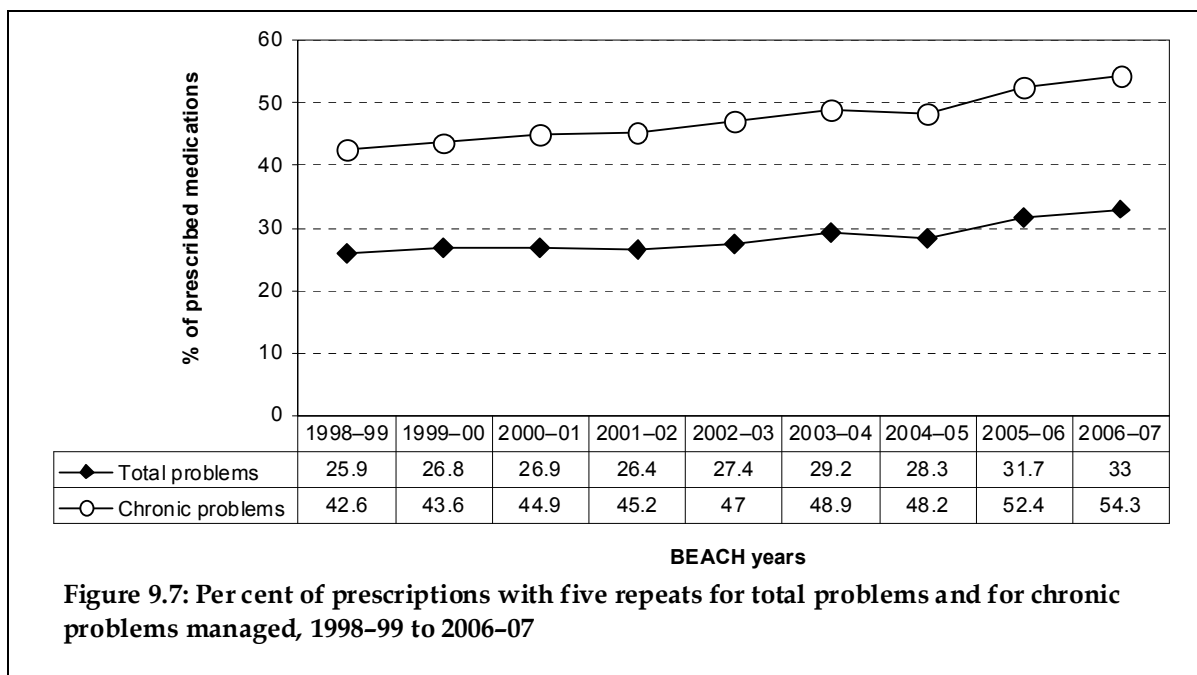 60
50
40
30
20
10
0
% of prescribed medications
1998–99 1999–00 2000–01 2001–02 2002–03 2003–04 2004–05 2005–06 2006–07
Total problems 25.9 26.8 26.9 26.4 27.4 29.2 28.3 31.7 33
Chronic problems 42.6 43.6 44.9 45.2 47 48.9 48.2 52.4 54.3
BEACH years
Figure 9.7: Per cent of prescriptions with five repeats for total problems and for chronic
problems managed, 1998–99 to 2006–07